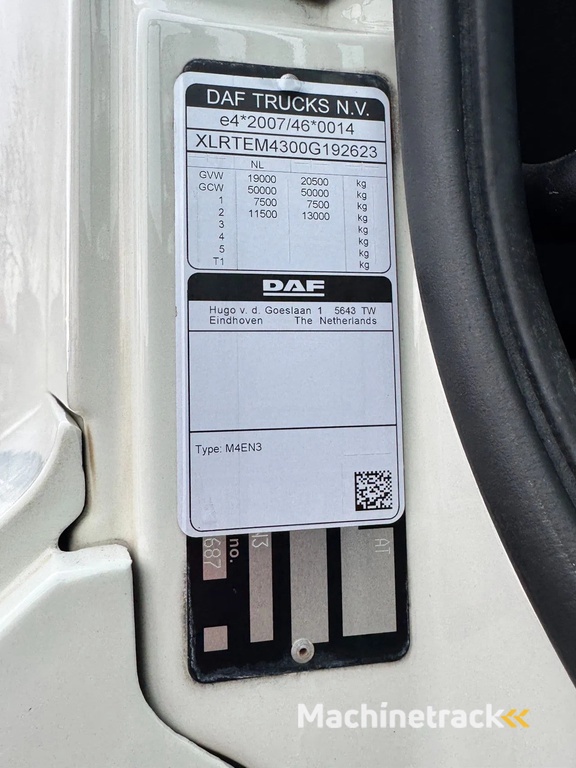 DAF TRUCKS N.V.
e4*2007/46*0014
XLRTEM4300G192623
NL
GVW 19000 20500 kg
GCW 50000 50000 kg
1 7500 7500 kg
2 11500 13000 kg
3 kg
4 kg
5 kg
T1 kg
DAF
Hugo v. d. Goeslaan 1 5643 TW
Eindhoven The Netherlands
Type: M4EN3
687
no.
AT
Machinetrack